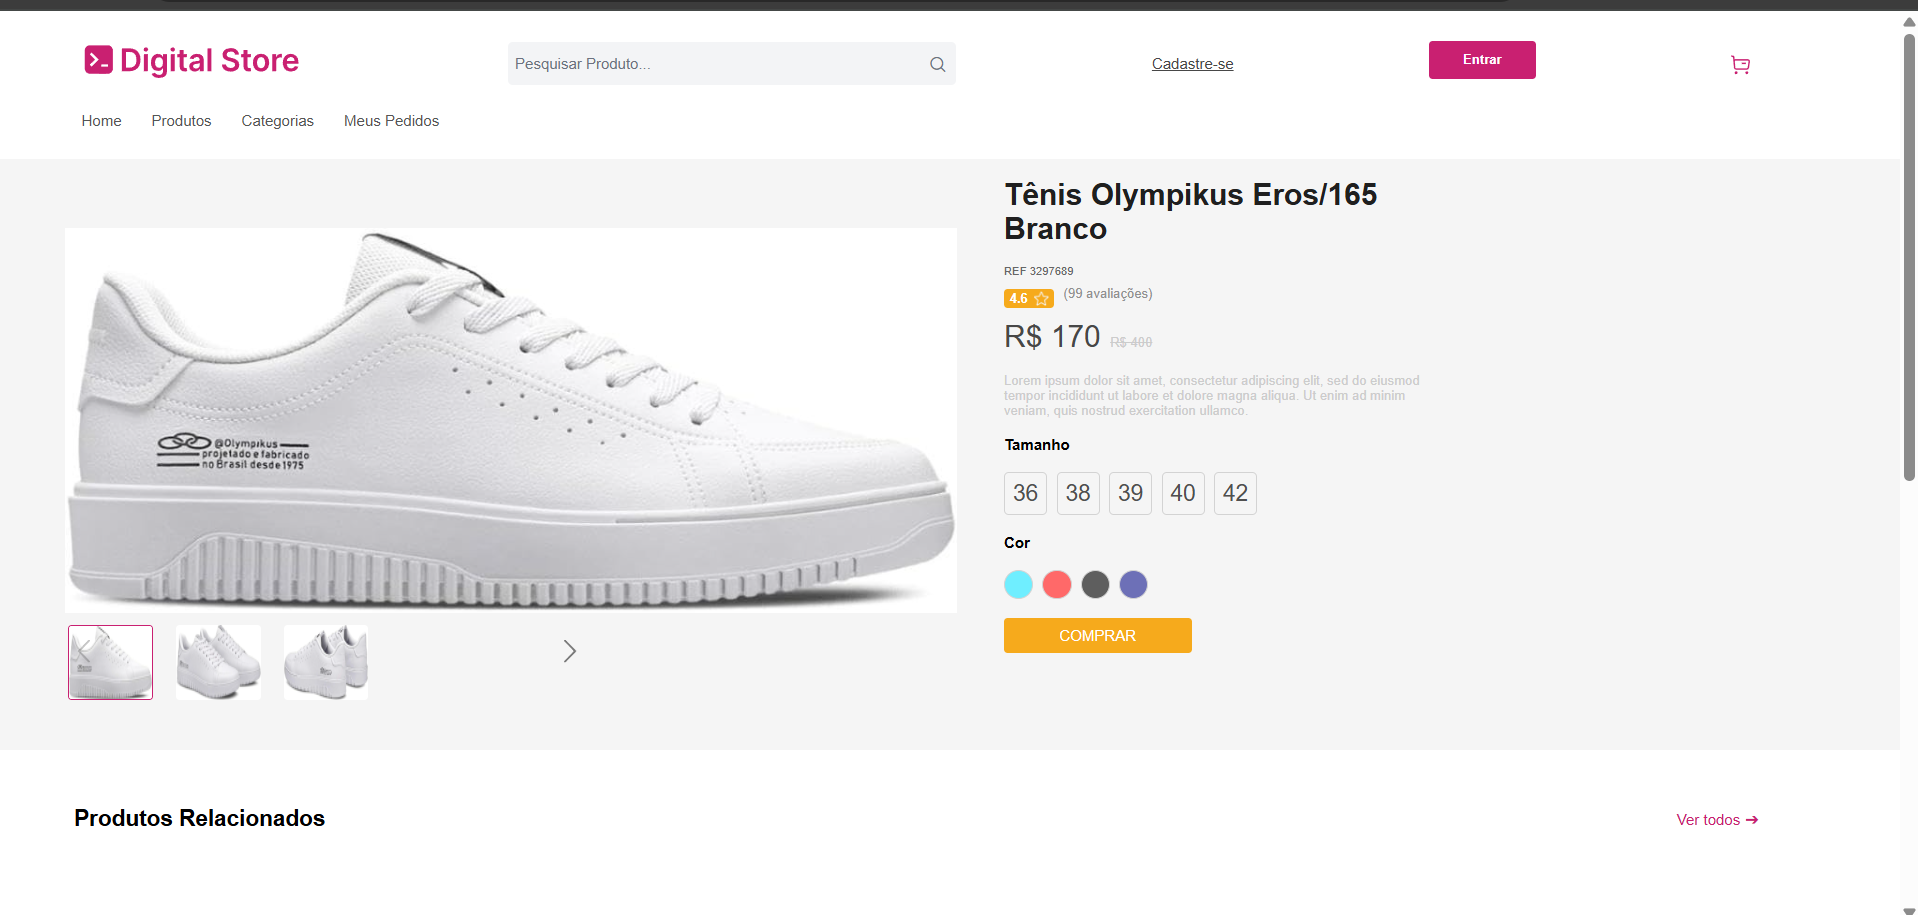 Digital Store
Pesquisar Produto...
Cadastre-se
Entrar
Home
Produtos
Categorias
Meus Pedidos
Tênis Olympikus Eros/165
Branco
REF 3297689
4.6
(99 avaliações)
R$ 170
R$ 400
Lorem ipsum dolor sit amet, consectetur adipiscing elit, sed do eiusmod
tempor incididunt ut labore et dolore magna aliqua. Ut enim ad minim
veniam, quis nostrud exercitation ullamco.
@Olympikus
projetado e fabricado
no Brasil desde 1975
Tamanho
36
38
39
40
42
Cor
COMPRAR
Produtos Relacionados
Ver todos →